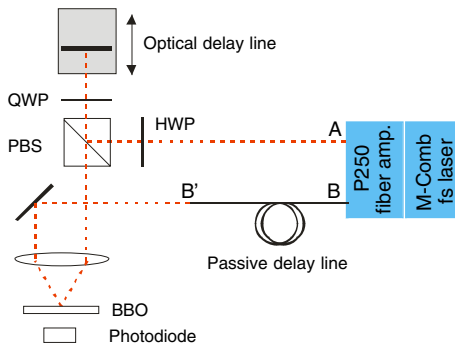 Optical delay line
QWP
HWP
PBS
A
P250
fiber amp.
M-Comb
fs laser
B'
B
Passive delay line
BBO
Photodiode